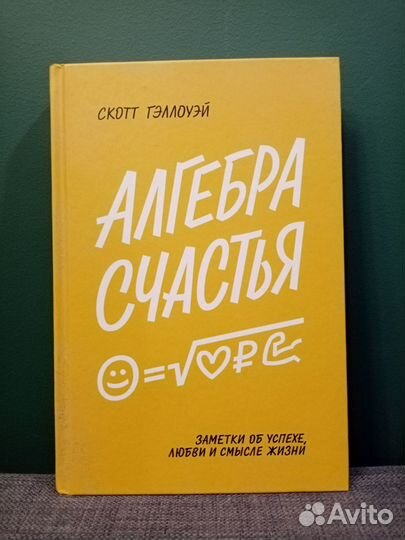 СКОТТ ГЭЛЛОУЭЙ
АЛГЕБРА
СЧАСТЬЯ
☺=√♡₽💪
ЗАМЕТКИ ОБ УСПЕХЕ,
ЛЮБВИ И СМЫСЛЕ ЖИЗНИ
Avito